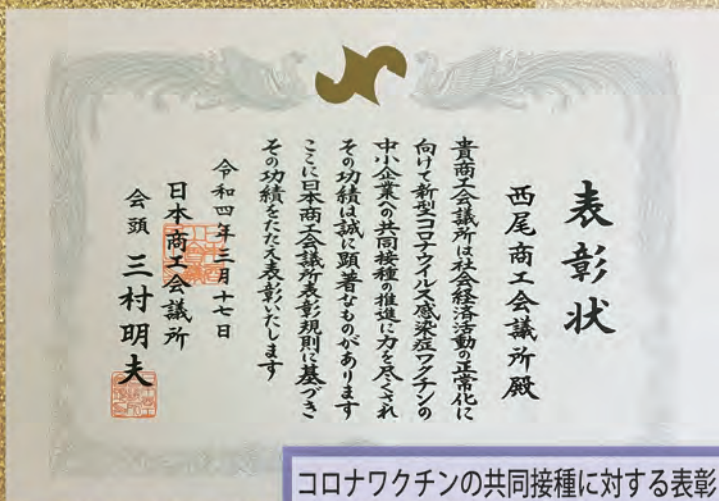 表彰状
西尾商工会議所殿
貴商工会議所は社会経済活動の正常化に
向けて新型コロナウイルス感染症ワクチンの
中小企業への共同接種の推進に力を尽くされ
その功績は誠に顕著なものがあります
ここに日本商工会議所表彰規則に基づき
その功績をたたえ表彰いたします
令和四年三月十七日
日本商工会議所
会頭 三村明夫
コロナワクチンの共同接種に対する表彰